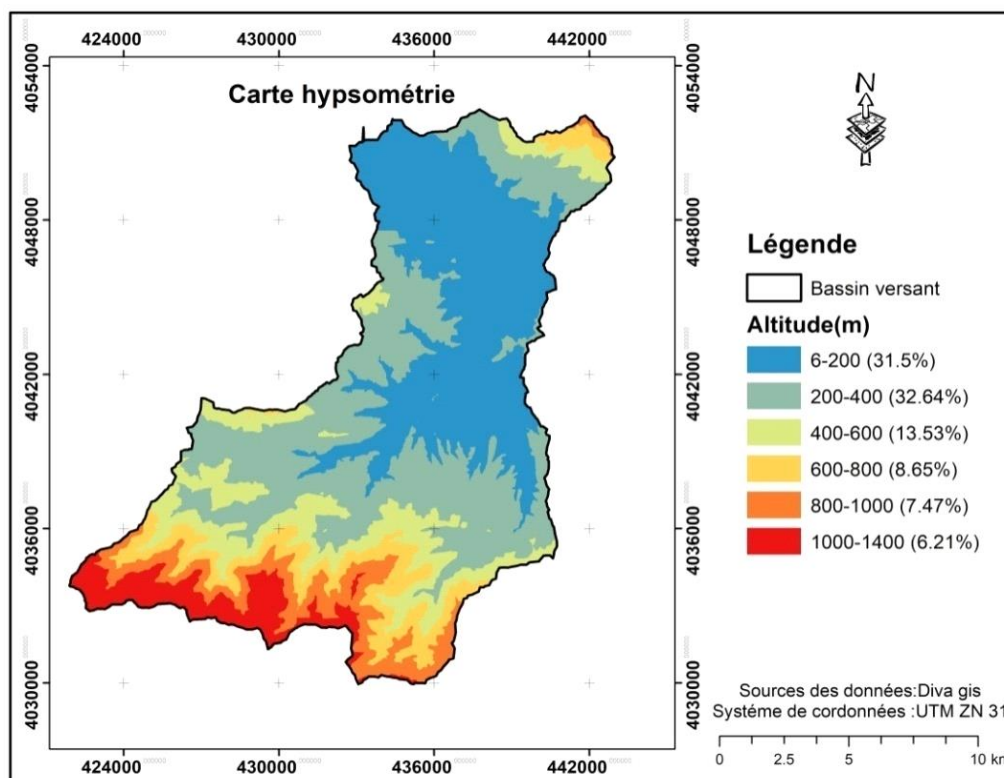 424000 430000 436000 442000
4054000 4054000
Carte hypsométrie
N
4048000 4048000
Légende
Bassin versant
Altitude(m)
6-200 (31.5%)
4042000 4042000
200-400 (32.64%)
400-600 (13.53%)
600-800 (8.65%)
800-1000 (7.47%)
4036000 4036000
1000-1400 (6.21%)
4030000 4030000
Sources des données:Diva gis
Systéme de cordonnées :UTM ZN 31
0 2.5 5 10 km
424000 430000 436000 442000